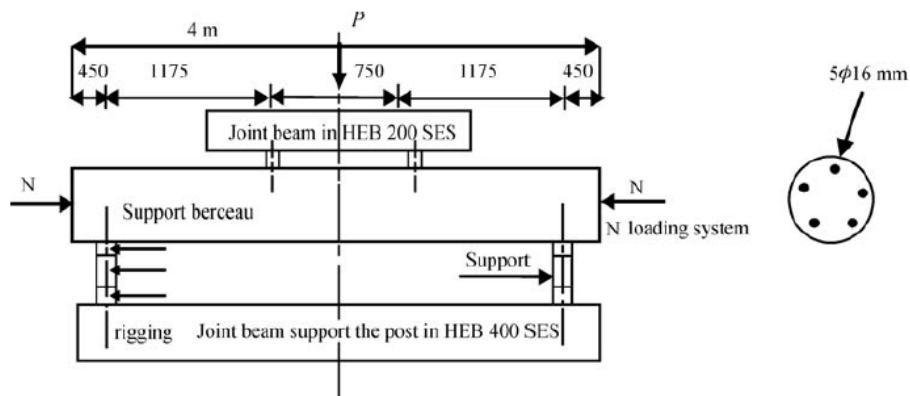 P
4 m
450 1175 750 1175 450
5ϕ16 mm
Joint beam in HEB 200 SES
N
N
Support berceau
N loading system
Support
rigging
Joint beam support the post in HEB 400 SES